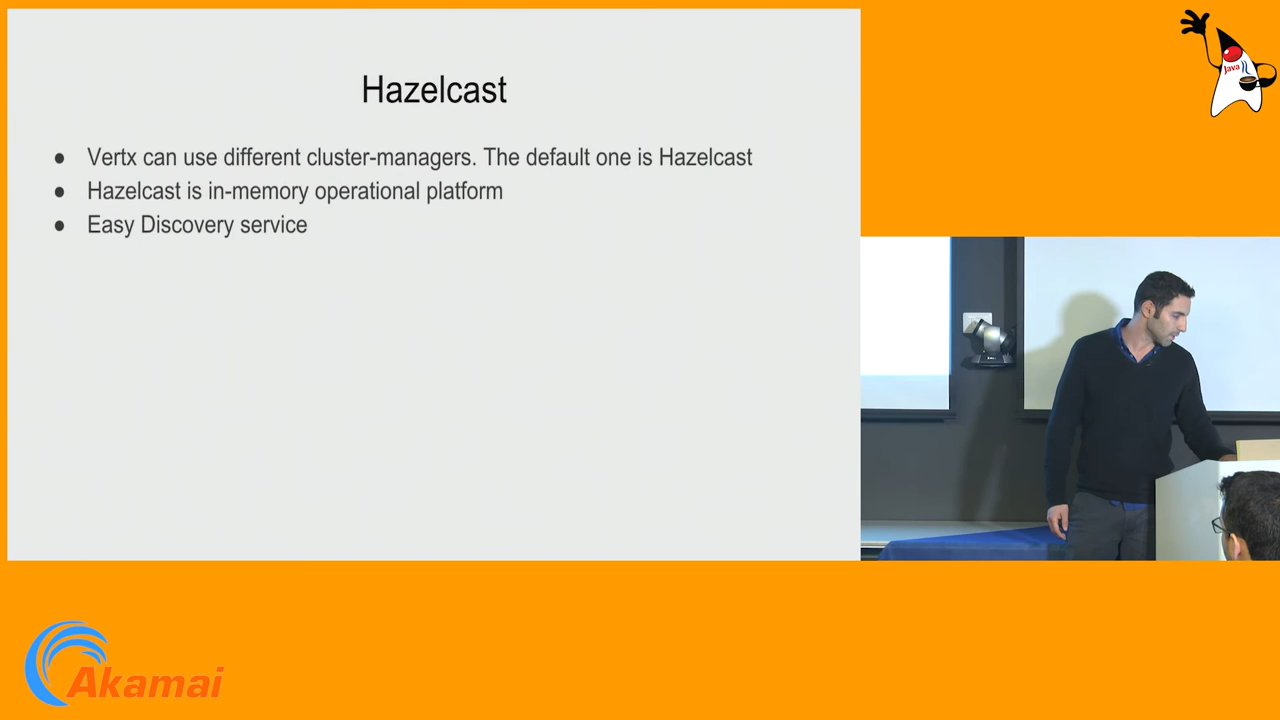 Hazelcast
● Vertx can use different cluster-managers. The default one is Hazelcast
● Hazelcast is in-memory operational platform
● Easy Discovery service
Java
Akamai